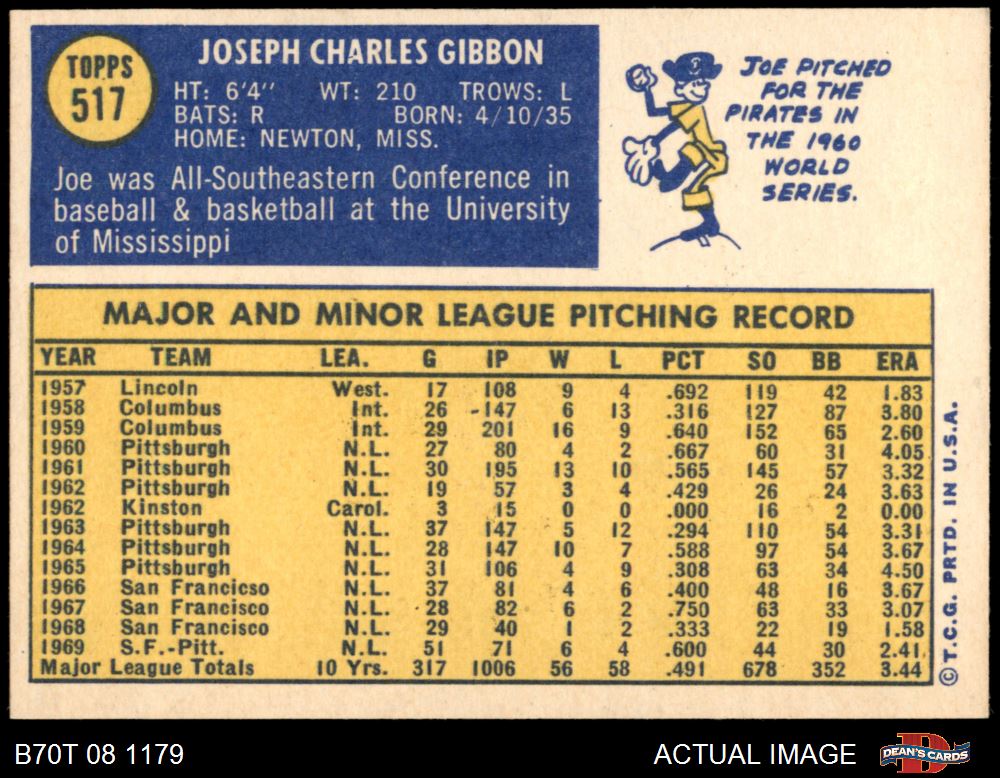 TOPPS
517
JOSEPH CHARLES GIBBON
HT: 6'4" WT: 210 TROWS: L
BATS: R BORN: 4/10/35
HOME: NEWTON, MISS.
Joe was All-Southeastern Conference in
baseball & basketball at the University
of Mississippi
JOE PITCHED
FOR THE
PIRATES IN
THE 1960
WORLD
SERIES.
MAJOR AND MINOR LEAGUE PITCHING RECORD
YEAR TEAM LEA. G IP W L PCT SO BB ERA
1957 Lincoln West. 17 108 9 4 .692 119 42 1.83
1958 Columbus Int. 26 147 6 13 .316 127 87 3.80
1959 Columbus Int. 29 201 16 9 .640 152 65 2.60
1960 Pittsburgh N.L. 27 80 4 2 .667 60 31 4.05
1961 Pittsburgh N.L. 30 195 13 10 .565 145 57 3.32
1962 Pittsburgh N.L. 19 57 3 4 .429 26 24 3.63
1962 Kinston Carol. 3 15 0 0 .000 16 2 0.00
1963 Pittsburgh N.L. 37 147 5 12 .294 110 54 3.31
1964 Pittsburgh N.L. 28 147 10 7 .588 97 54 3.67
1965 Pittsburgh N.L. 31 106 4 9 .308 63 34 4.50
1966 San Francicso N.L. 37 81 4 6 .400 48 16 3.67
1967 San Francisco N.L. 28 82 6 2 .750 63 33 3.07
1968 San Francisco N.L. 29 40 1 2 .333 22 19 1.58
1969 S.F.-Pitt. N.L. 51 71 6 4 .600 44 30 2.41
Major League Totals 10 Yrs. 317 1006 56 58 .491 678 352 3.44
©T.C.G. PRTD. IN U.S.A.
B70T 08 1179 ACTUAL IMAGE
DEAN'S CARDS